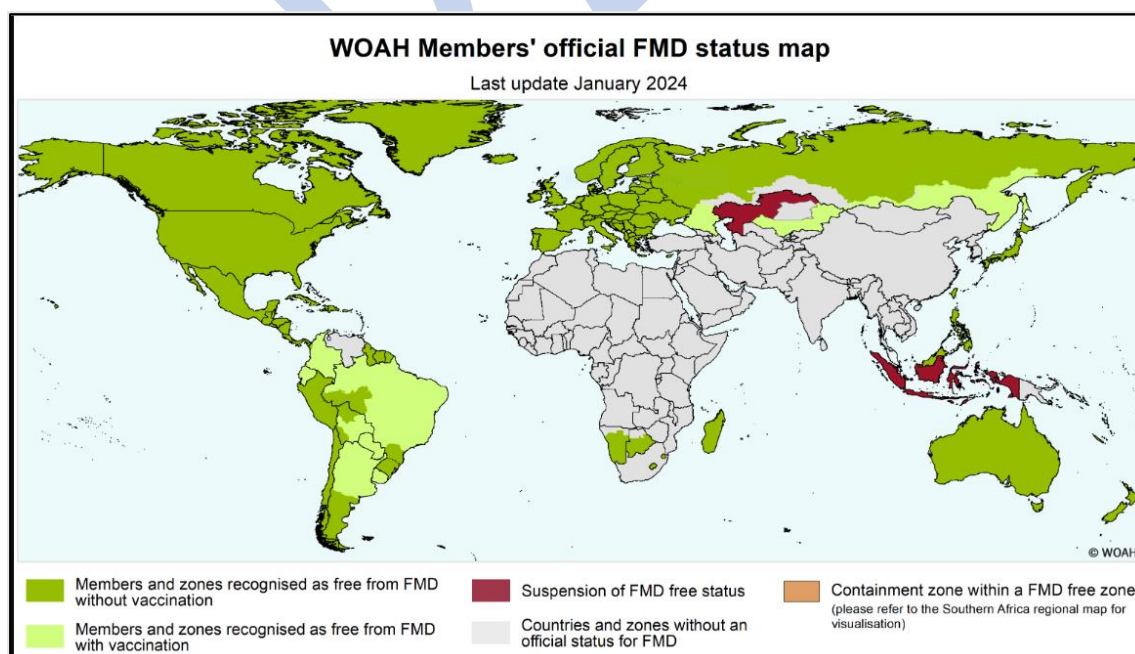 WOAH Members' official FMD status map
Last update January 2024
© WOAH
Members and zones recognised as free from FMD
without vaccination
Members and zones recognised as free from FMD
with vaccination
Suspension of FMD free status
Countries and zones without an
official status for FMD
Containment zone within a FMD free zone
(please refer to the Southern Africa regional map for
visualisation)